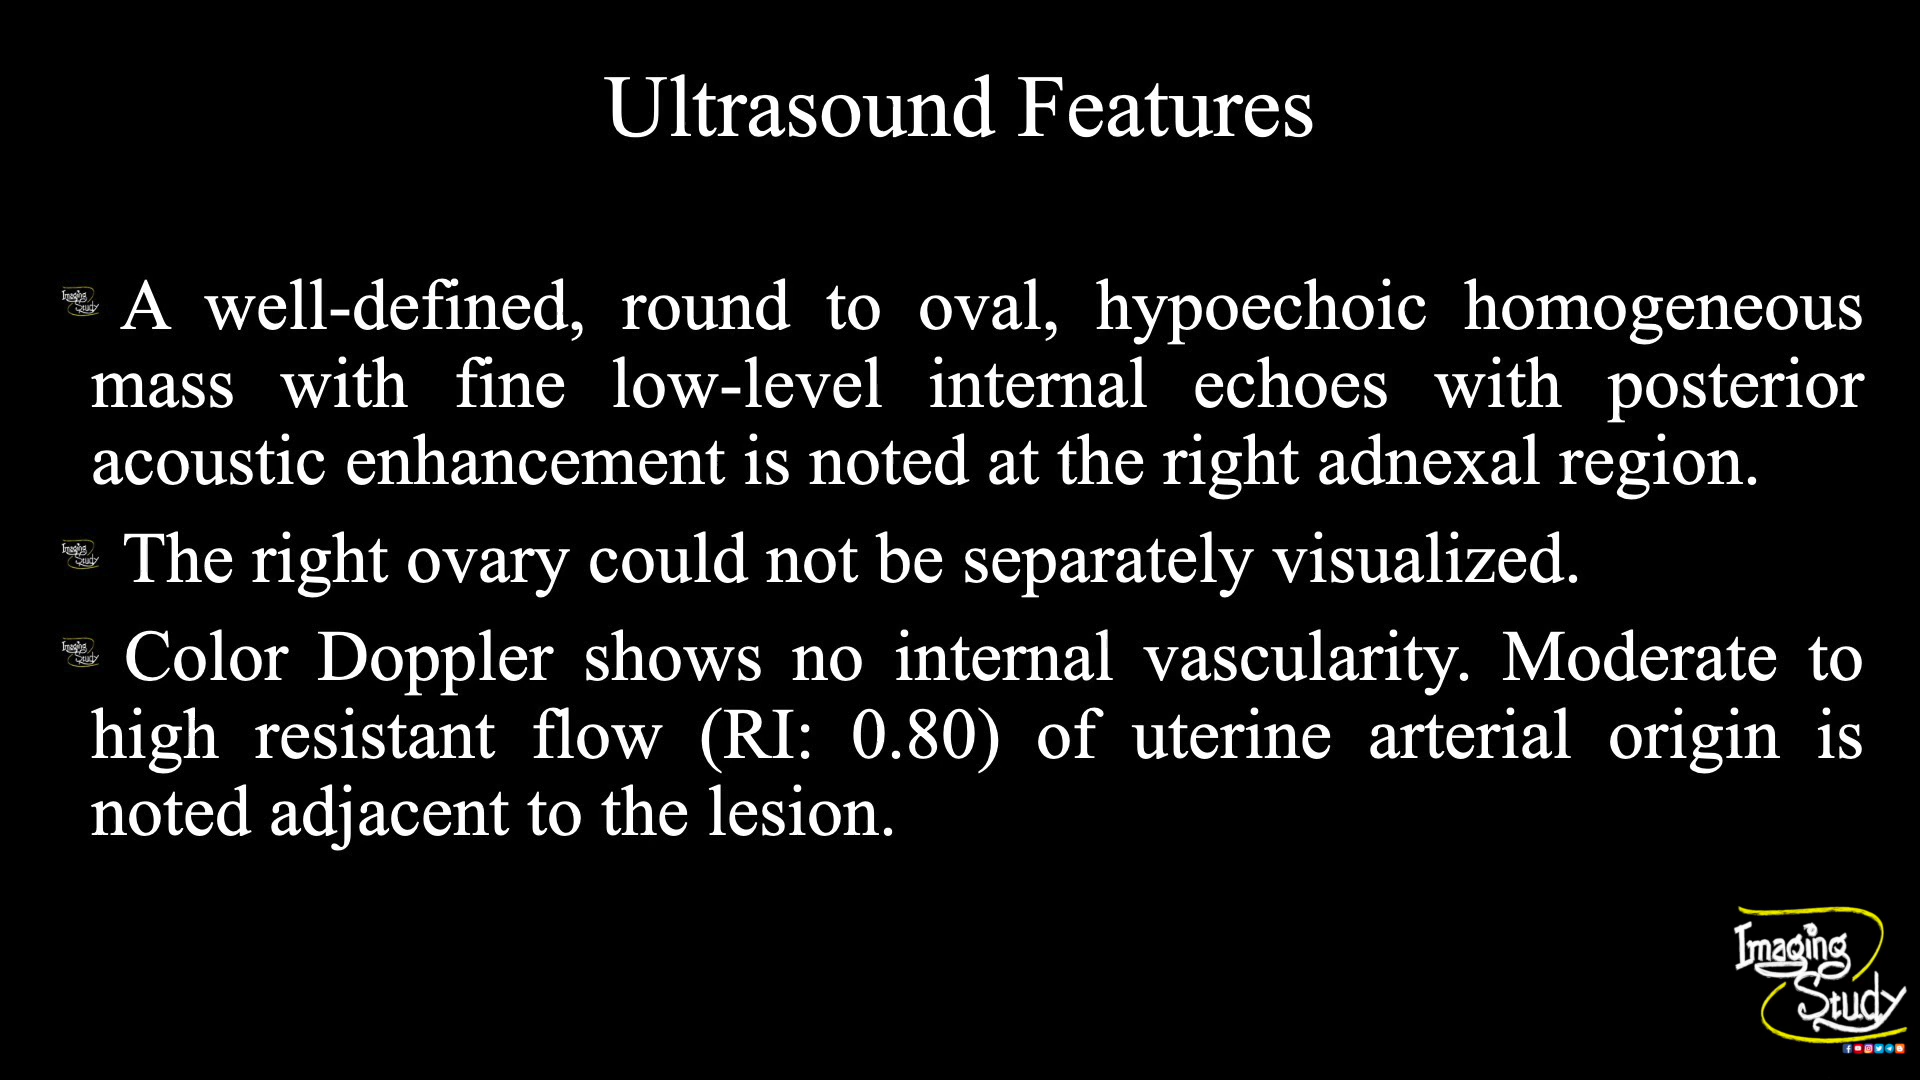 Ultrasound Features
A well-defined, round to oval, hypoechoic homogeneous
mass with fine low-level internal echoes with posterior
acoustic enhancement is noted at the right adnexal region.
The right ovary could not be separately visualized.
Color Doppler shows no internal vascularity. Moderate to
high resistant flow (RI: 0.80) of uterine arterial origin is
noted adjacent to the lesion.
Imaging
Study